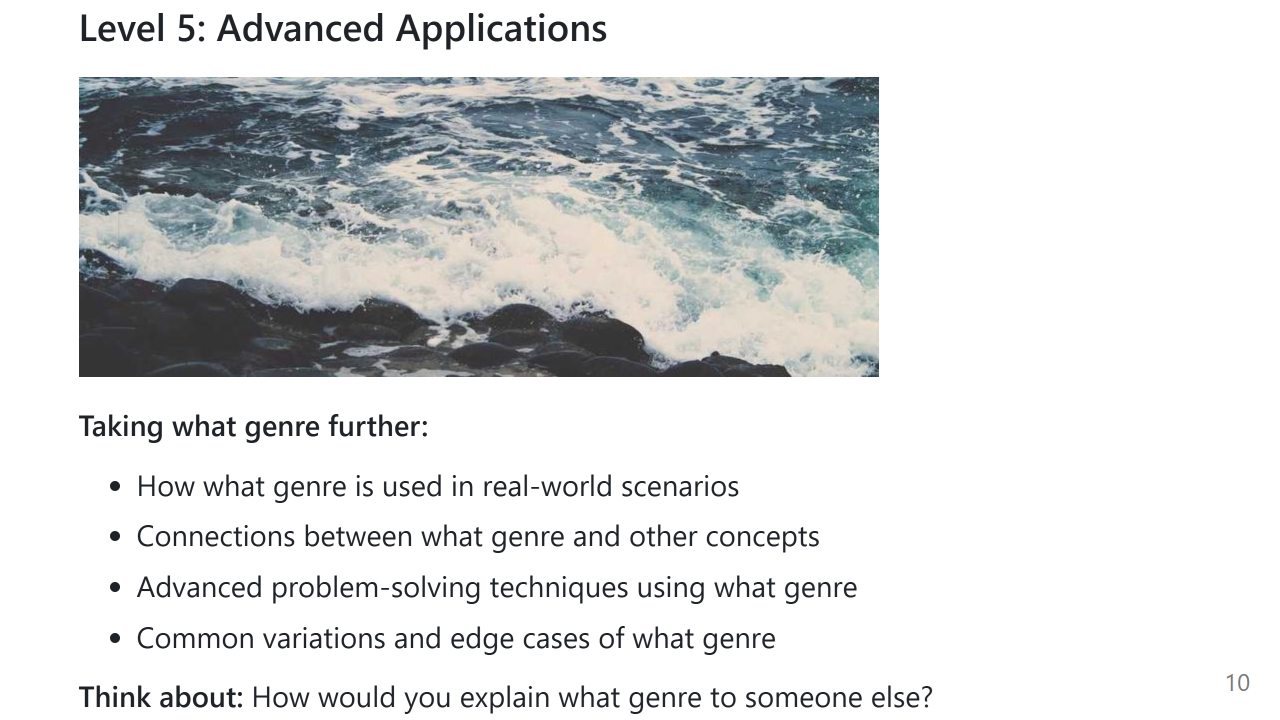 Level 5: Advanced Applications
Taking what genre further:
• How what genre is used in real-world scenarios
• Connections between what genre and other concepts
• Advanced problem-solving techniques using what genre
• Common variations and edge cases of what genre
Think about: How would you explain what genre to someone else?
10